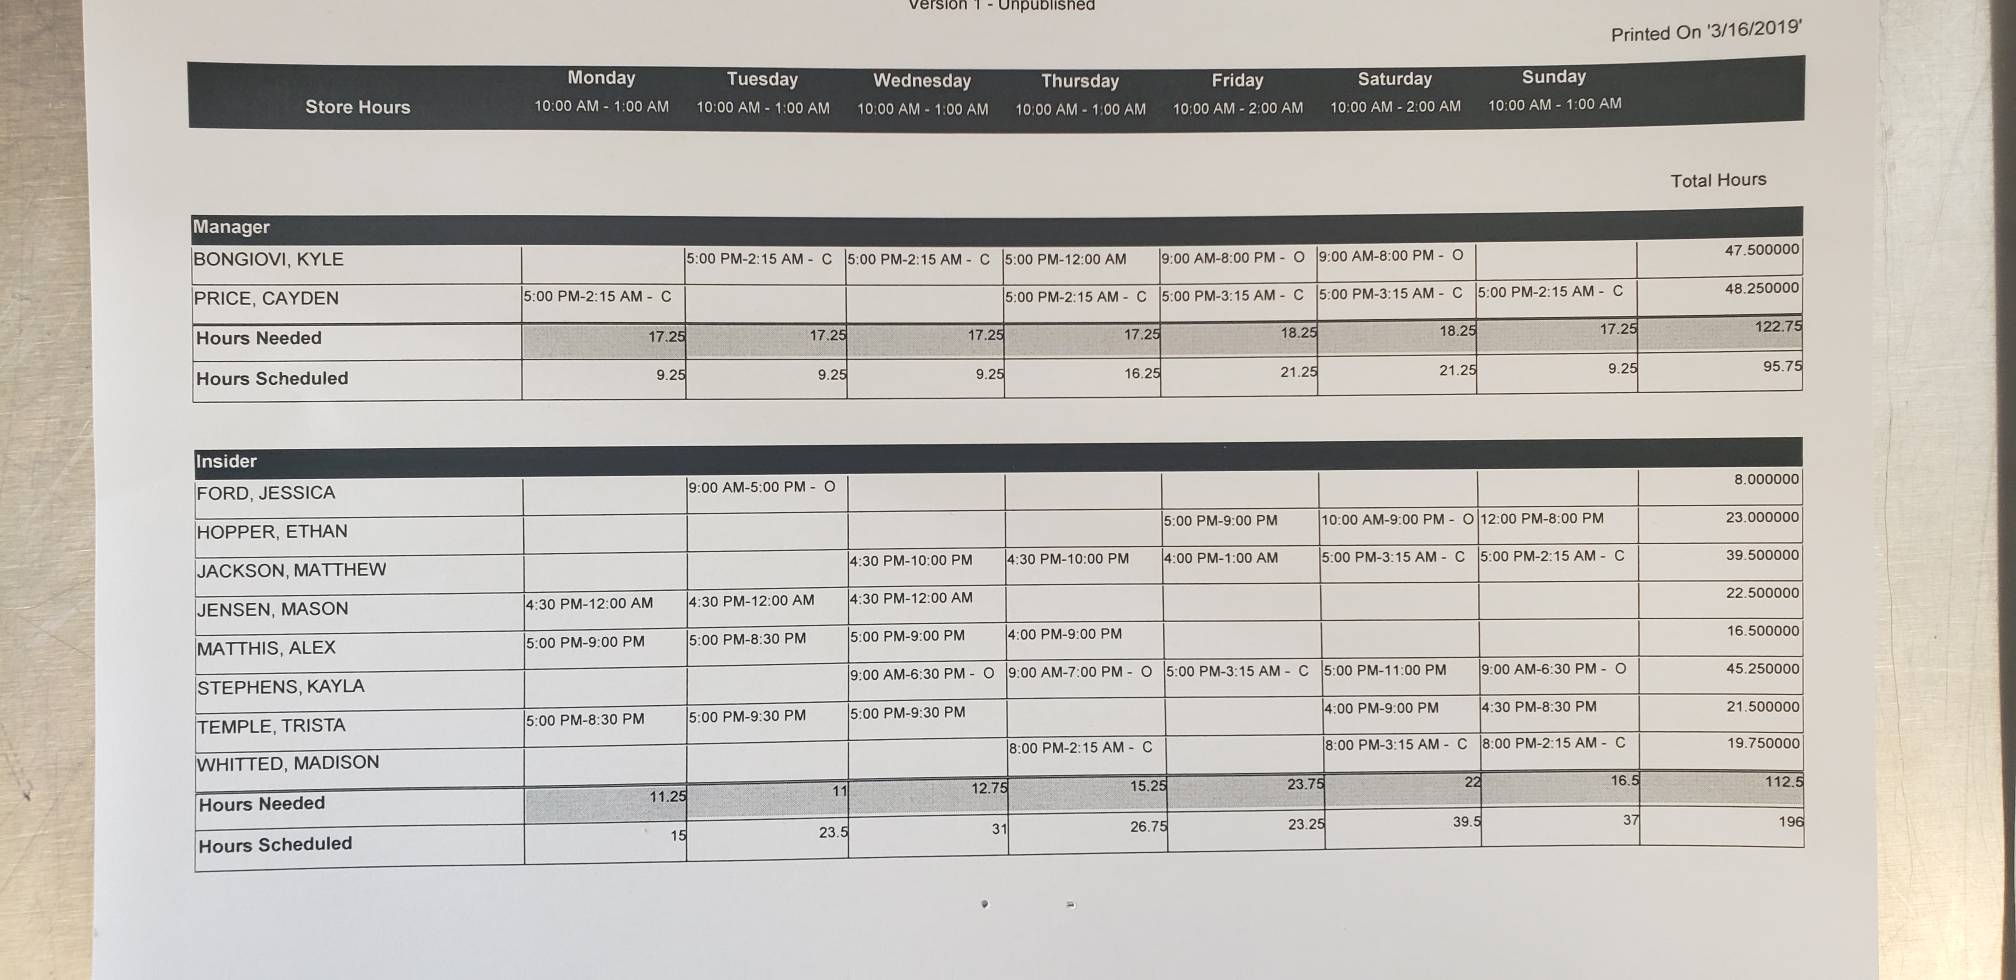 Version 1 - Unpublished
Printed On '3/16/2019'
Monday Tuesday Wednesday Thursday Friday Saturday Sunday
Store Hours 10:00 AM - 1:00 AM 10:00 AM - 1:00 AM 10:00 AM - 1:00 AM 10:00 AM - 1:00 AM 10:00 AM - 2:00 AM 10:00 AM - 2:00 AM 10:00 AM - 1:00 AM
Total Hours
Manager
BONGIOVI, KYLE 5:00 PM-2:15 AM - C 5:00 PM-2:15 AM - C 5:00 PM-12:00 AM 9:00 AM-8:00 PM - O 9:00 AM-8:00 PM - O 47.500000
PRICE, CAYDEN 5:00 PM-2:15 AM - C 5:00 PM-2:15 AM - C 5:00 PM-3:15 AM - C 5:00 PM-3:15 AM - C 5:00 PM-2:15 AM - C 48.250000
Hours Needed 17.25 17.25 17.25 17.25 18.25 18.25 17.25 122.75
Hours Scheduled 9.25 9.25 9.25 16.25 21.25 21.25 9.25 95.75
Insider
FORD, JESSICA 9:00 AM-5:00 PM - O 8.000000
HOPPER, ETHAN 5:00 PM-9:00 PM 10:00 AM-9:00 PM - O 12:00 PM-8:00 PM 23.000000
JACKSON, MATTHEW 4:30 PM-10:00 PM 4:30 PM-10:00 PM 4:00 PM-1:00 AM 5:00 PM-3:15 AM - C 5:00 PM-2:15 AM - C 39.500000
JENSEN, MASON 4:30 PM-12:00 AM 4:30 PM-12:00 AM 4:30 PM-12:00 AM 22.500000
MATTHIS, ALEX 5:00 PM-9:00 PM 5:00 PM-8:30 PM 5:00 PM-9:00 PM 4:00 PM-9:00 PM 16.500000
STEPHENS, KAYLA 9:00 AM-6:30 PM - O 9:00 AM-7:00 PM - O 5:00 PM-3:15 AM - C 5:00 PM-11:00 PM 9:00 AM-6:30 PM - O 45.250000
TEMPLE, TRISTA 5:00 PM-8:30 PM 5:00 PM-9:30 PM 5:00 PM-9:30 PM 4:00 PM-9:00 PM 4:30 PM-8:30 PM 21.500000
WHITTED, MADISON 8:00 PM-2:15 AM - C 8:00 PM-3:15 AM - C 8:00 PM-2:15 AM - C 19.750000
Hours Needed 11.25 11 12.75 15.25 23.75 22 16.5 112.5
Hours Scheduled 15 23.5 31 26.75 23.25 39.5 37 196